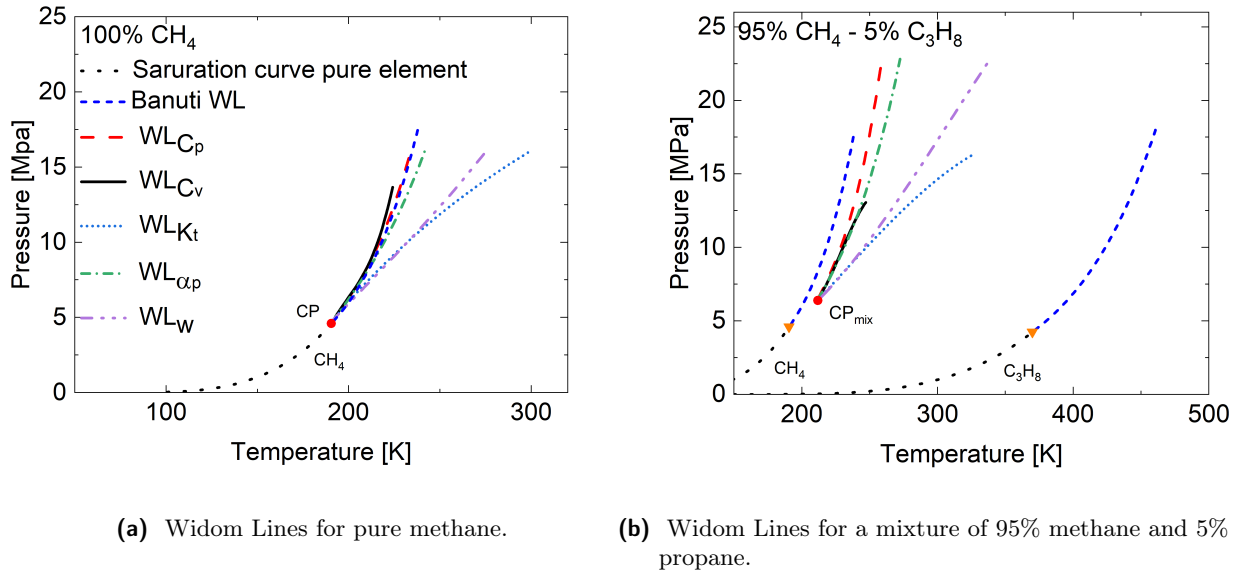 100% CH4
Saruration curve pure element
Banuti WL
WLCp
WLCv
WLKt
WLαp
WLw
CP
CH4
25
20
15
10
5
0
Pressure [Mpa]
100
200
300
Temperature [K]
95% CH4 - 5% C3H8
CPmix
CH4
C3H8
25
20
15
10
5
0
Pressure [MPa]
200
300
400
500
Temperature [K]
(a) Widom Lines for pure methane.
(b) Widom Lines for a mixture of 95% methane and 5%
propane.